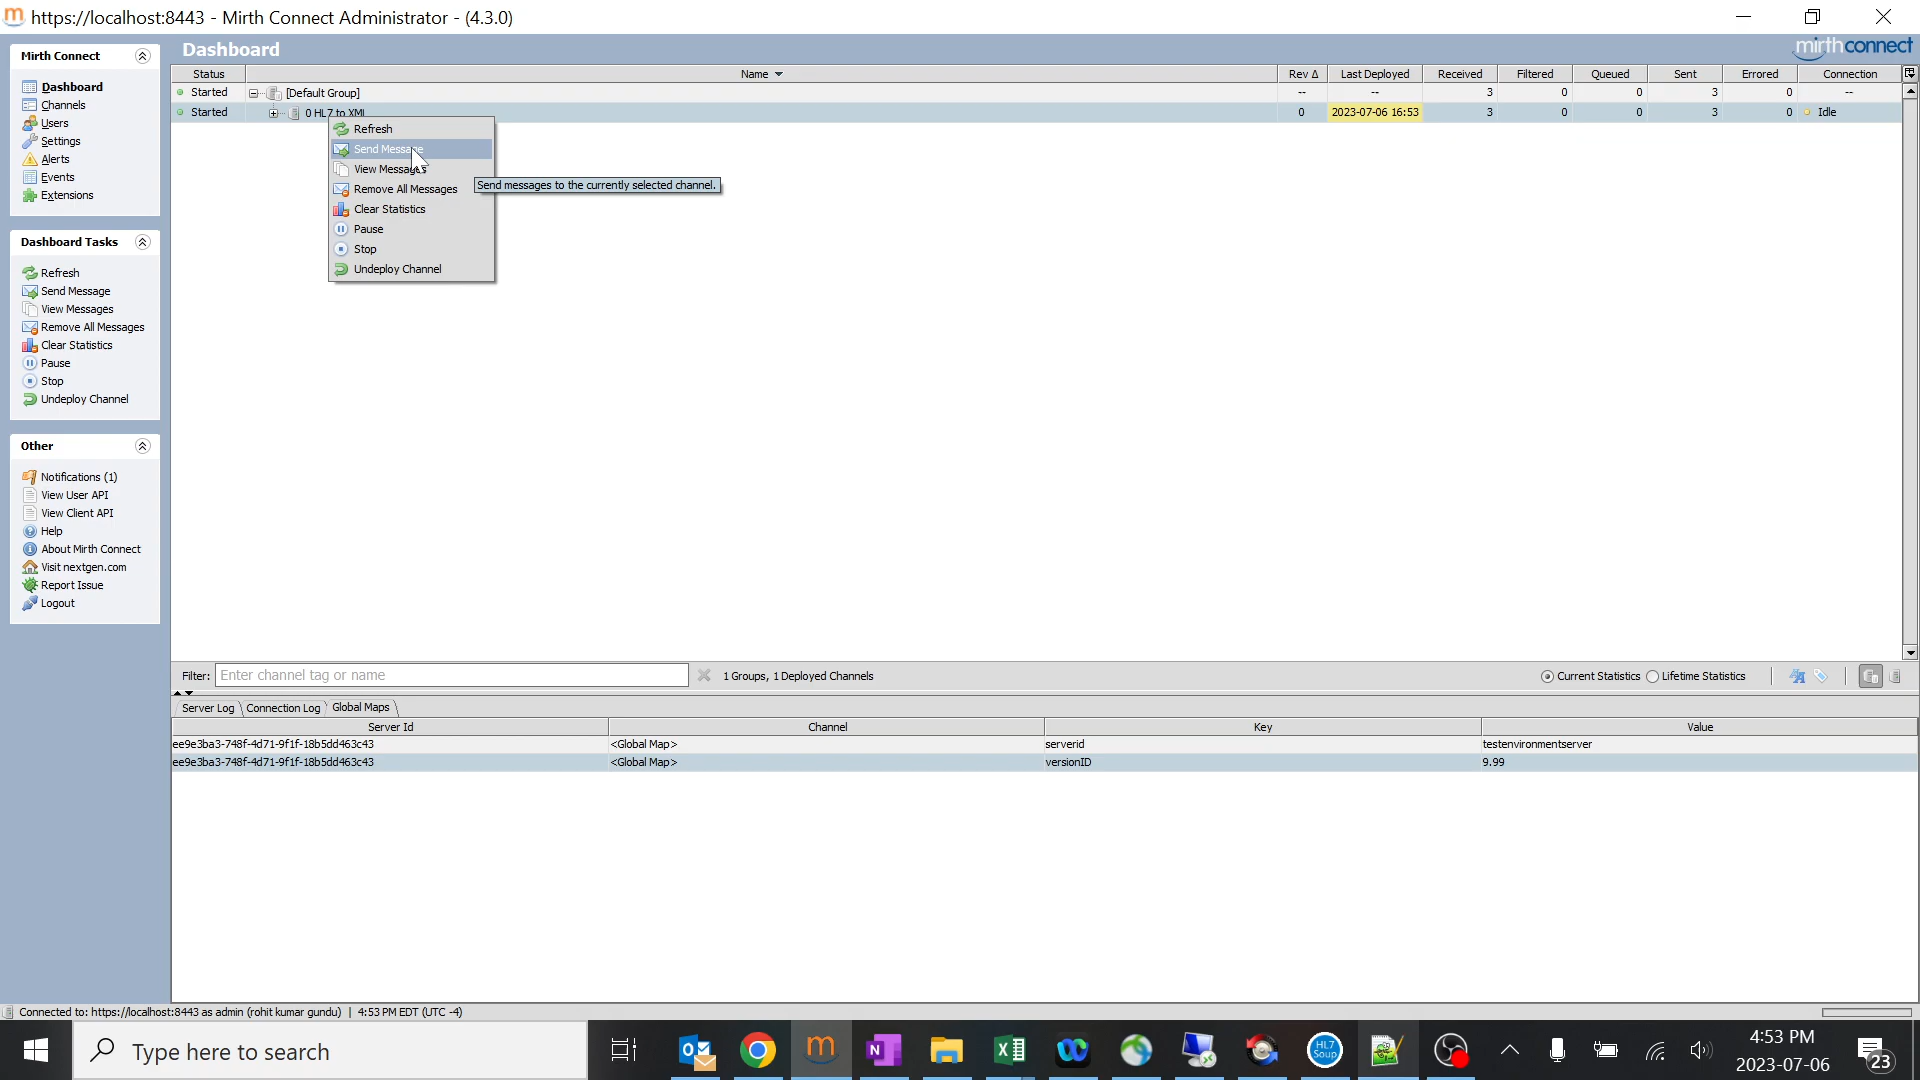 https://localhost:8443 - Mirth Connect Administrator - (4.3.0)
Mirth Connect
Dashboard
Channels
Users
Settings
Alerts
Events
Extensions
Dashboard Tasks
Refresh
Send Message
View Messages
Remove All Messages
Clear Statistics
Pause
Stop
Undeploy Channel
Other
Notifications (1)
View User API
View Client API
Help
About Mirth Connect
Visit nextgen.com
Report Issue
Logout
Dashboard
mirthconnect
Status Name Rev Δ Last Deployed Received Filtered Queued Sent Errored Connection
Started [Default Group] -- -- 3 0 0 3 0 --
Started 0 HL7 to XML 0 2023-07-06 16:53 3 0 0 3 0 Idle
Refresh
Send Message
View Messages
Remove All Messages
Clear Statistics
Pause
Stop
Undeploy Channel
Send messages to the currently selected channel.
Filter: Enter channel tag or name 1 Groups, 1 Deployed Channels Current Statistics Lifetime Statistics
Server Log Connection Log Global Maps
Server Id Channel Key Value
ee9e3ba3-748f-4d71-9f1f-18b5dd463c43 <Global Map> serverid testenvironmentserver
ee9e3ba3-748f-4d71-9f1f-18b5dd463c43 <Global Map> versionID 9.99
Connected to: https://localhost:8443 as admin (rohit kumar gundu) | 4:53 PM EDT (UTC -4)
Type here to search
HL7 Soup
4:53 PM
2023-07-06
23